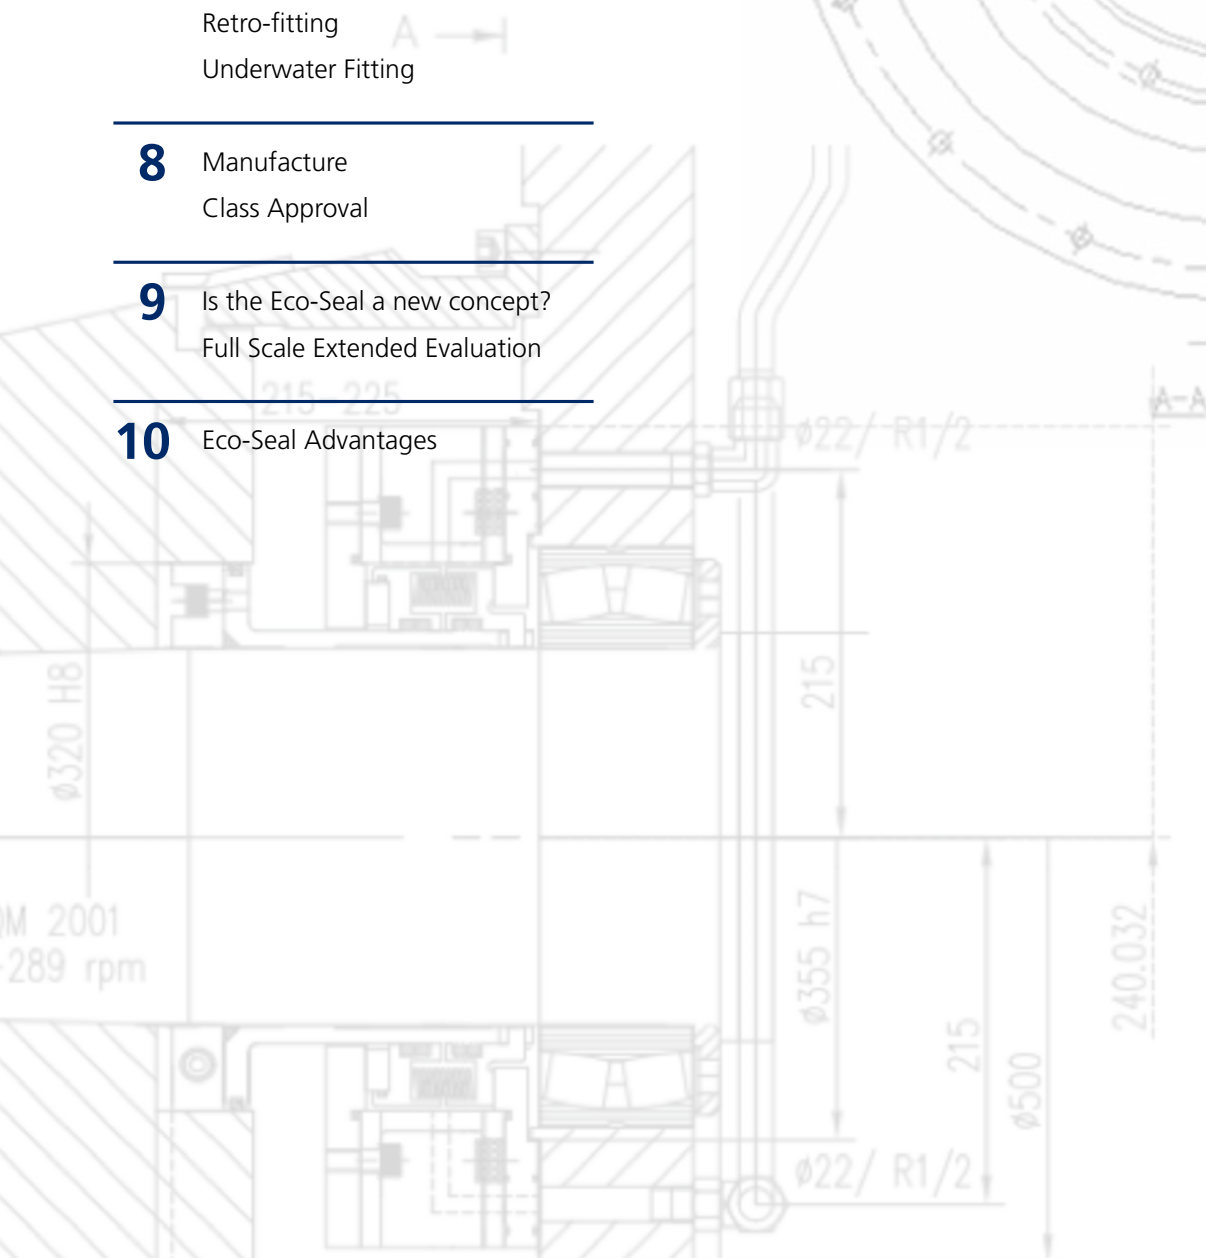 Retro-fitting
A
Underwater Fitting
8 Manufacture
Class Approval
9 Is the Eco-Seal a new concept?
Full Scale Extended Evaluation
215-225
A-A
10 Eco-Seal Advantages
ø22/ R1/2
ø320 H8
215
QM 2001
-289 rpm
ø355 h7
240.032
215
ø500
ø22/ R1/2